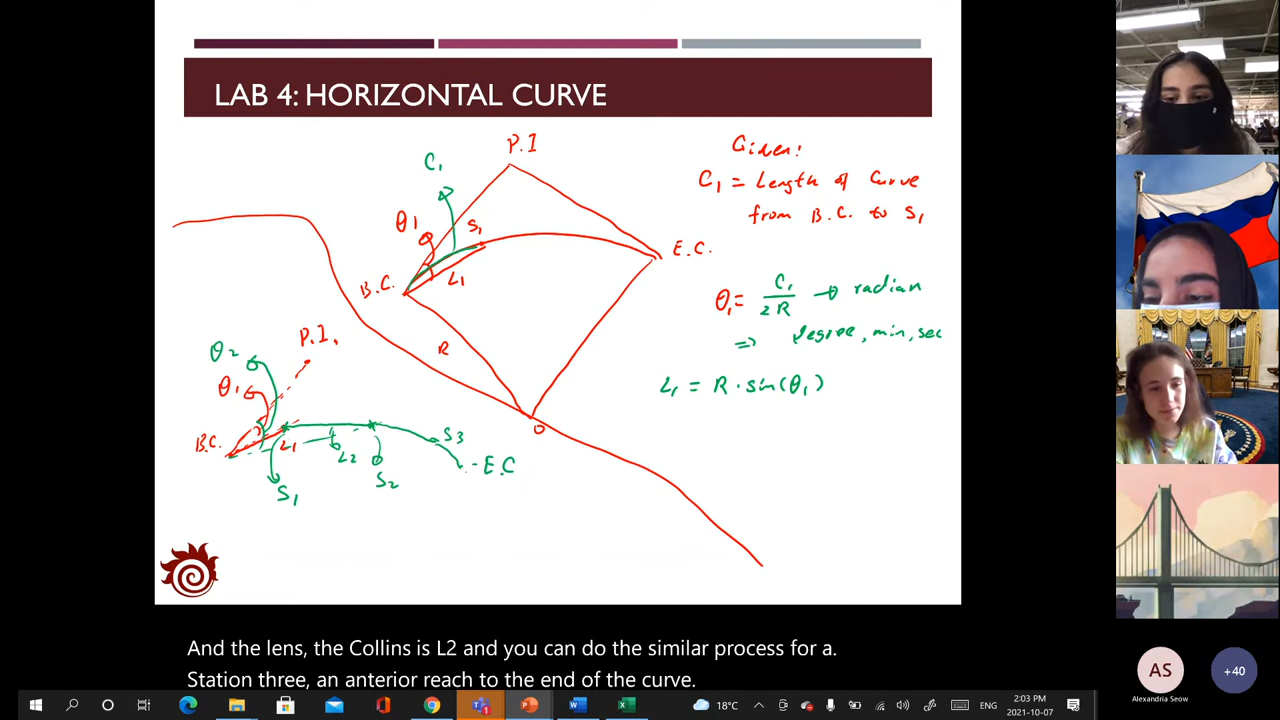 LAB 4: HORIZONTAL CURVE
P.I
C₁
θ1
S₁
L₁
B.C.
E.C.
R
O
Given:
C₁ = Length of Curve
from B.C. to S₁
θ₁ = C₁ / 2R → radian
⇒ degree, min, sec
L₁ = R · sin(θ₁)
P.I.
θ2
θ1
B.C.
L₁
L2
S3
E.C
S₁
S₂
And the lens, the Collins is L2 and you can do the similar process for a.
Station three, an anterior reach to the end of the curve.
AS
Alexandria Seow
+40
18°C
ENG
2:03 PM
2021-10-07